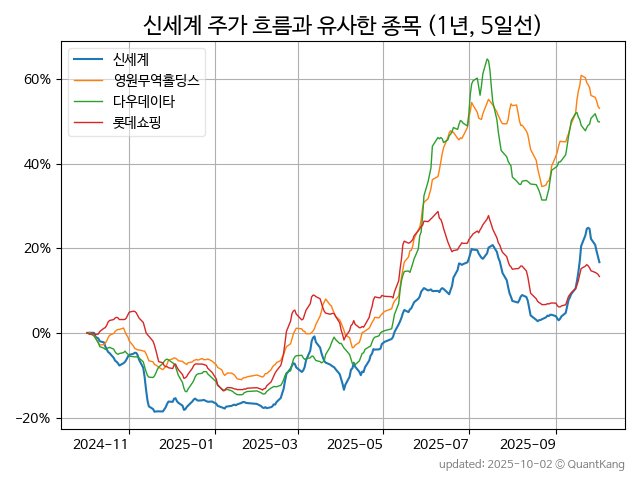 신세계 주가 흐름과 유사한 종목 (1년, 5일선)
신세계
영원무역홀딩스
다우데이타
롯데쇼핑
60%
40%
20%
0%
−20%
2024-11 2025-01 2025-03 2025-05 2025-07 2025-09
updated: 2025-10-02 © QuantKang